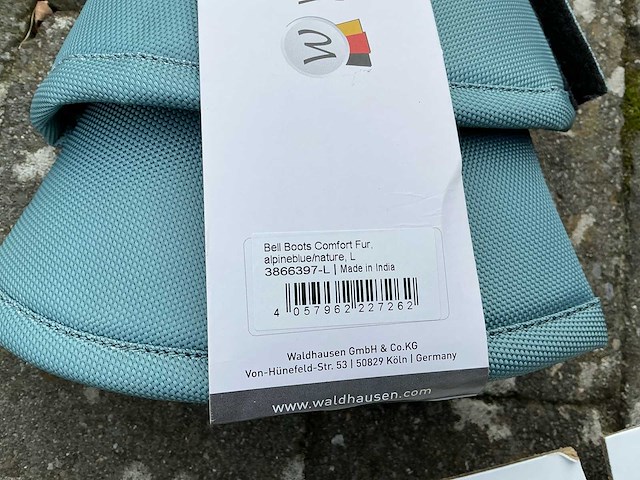 W
Bell Boots Comfort Fur,
alpineblue/nature, L
3866397-L | Made in India
4 057962 227262
Waldhausen GmbH & Co.KG
Von-Hünefeld-Str. 53 | 50829 Köln | Germany
www.waldhausen.com